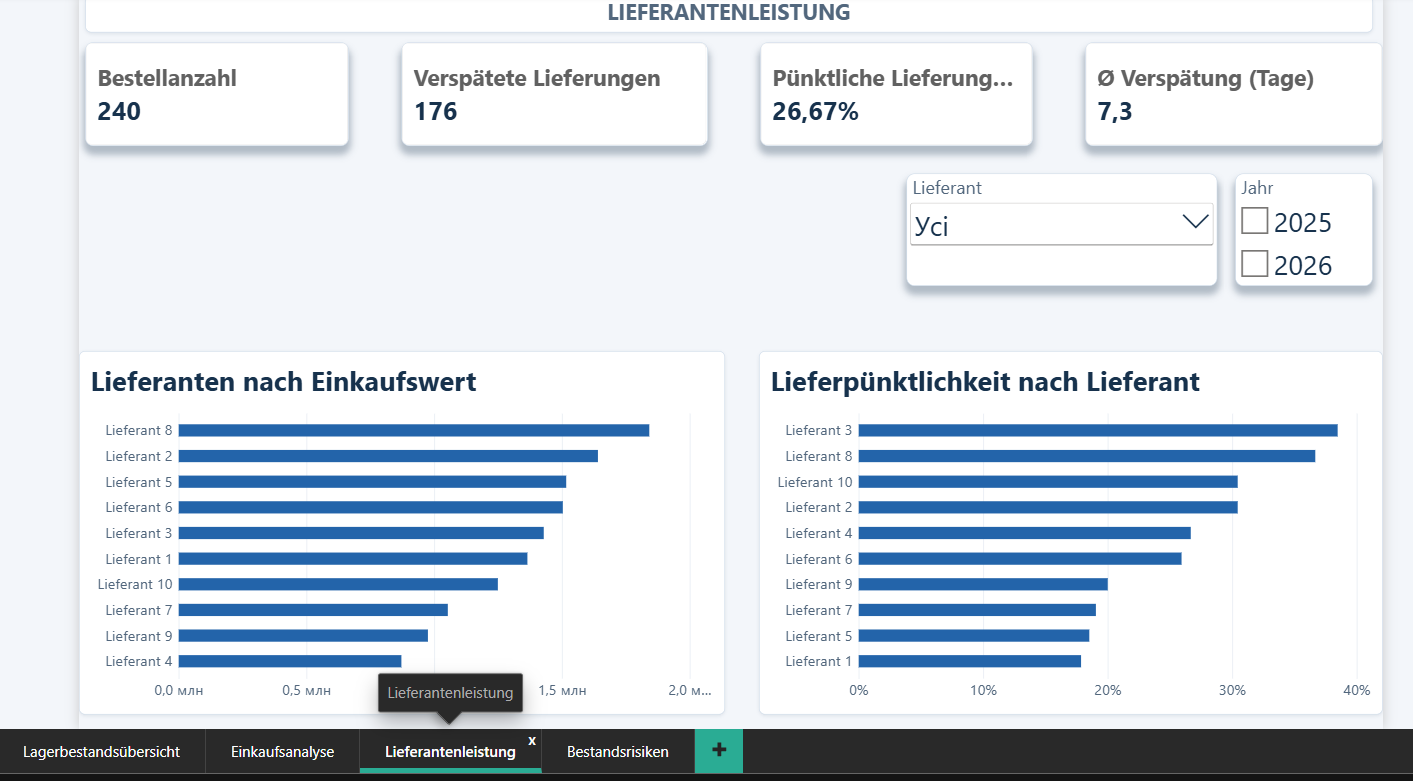 LIEFERANTENLEISTUNG
Bestellanzahl
240
Verspätete Lieferungen
176
Pünktliche Lieferung...
26,67%
Ø Verspätung (Tage)
7,3
Lieferant
Усі
Jahr
2025
2026
Lieferanten nach Einkaufswert
Lieferant 8
Lieferant 2
Lieferant 5
Lieferant 6
Lieferant 3
Lieferant 1
Lieferant 10
Lieferant 7
Lieferant 9
Lieferant 4
0,0 млн
0,5 млн
1,5 млн
2,0 м...
Lieferpünktlichkeit nach Lieferant
Lieferant 3
Lieferant 8
Lieferant 10
Lieferant 2
Lieferant 4
Lieferant 6
Lieferant 9
Lieferant 7
Lieferant 5
Lieferant 1
0%
10%
20%
30%
40%
Lieferantenleistung
Lagerbestandsübersicht
Einkaufsanalyse
Lieferantenleistung
x
Bestandsrisiken
+